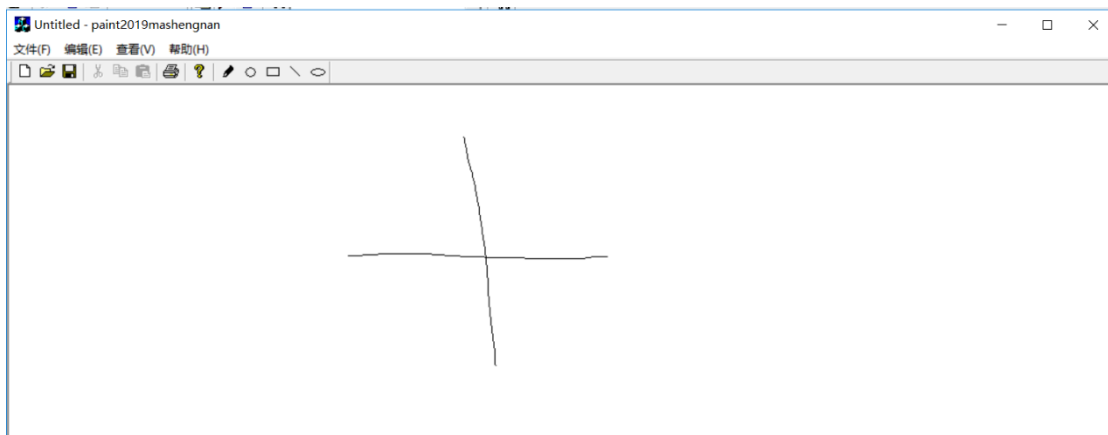 Untitled - paint2019mashengnan
文件(F) 编辑(E) 查看(V) 帮助(H)